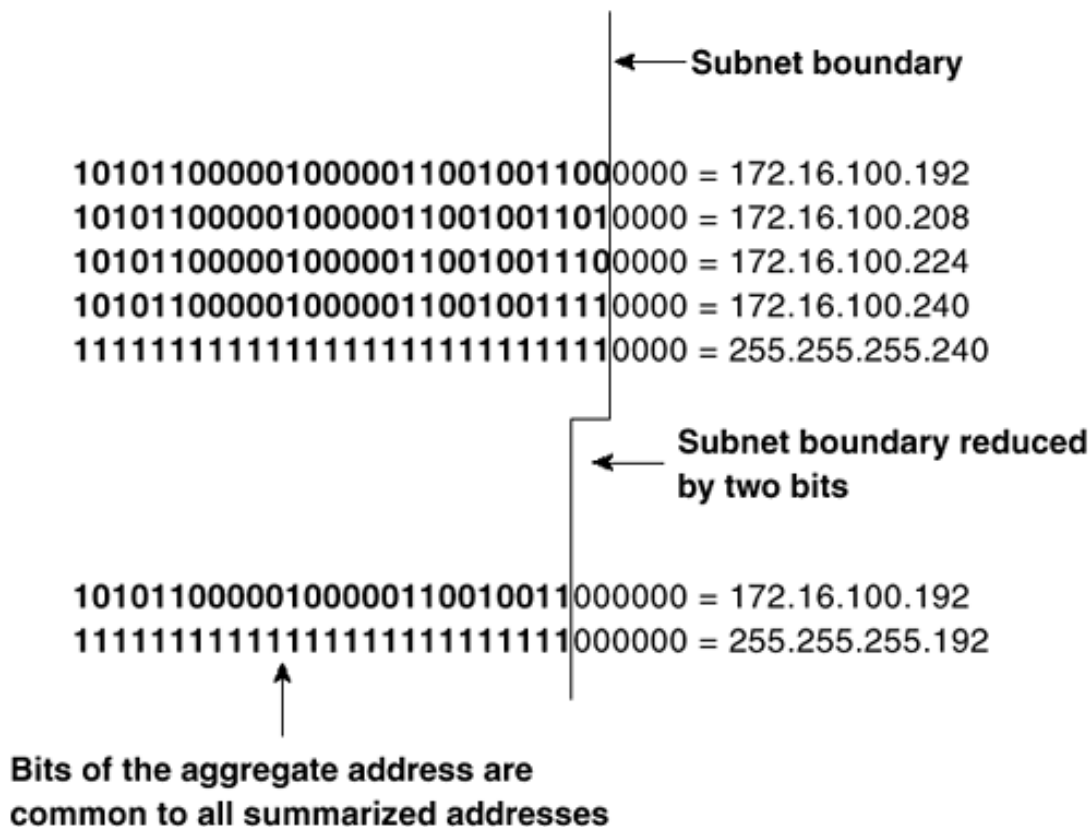 Subnet boundary
10101100000100000110010011000000 = 172.16.100.192
10101100000100000110010011010000 = 172.16.100.208
10101100000100000110010011100000 = 172.16.100.224
10101100000100000110010011110000 = 172.16.100.240
11111111111111111111111111110000 = 255.255.255.240
Subnet boundary reduced
by two bits
10101100000100000110010011000000 = 172.16.100.192
11111111111111111111111111000000 = 255.255.255.192
Bits of the aggregate address are
common to all summarized addresses